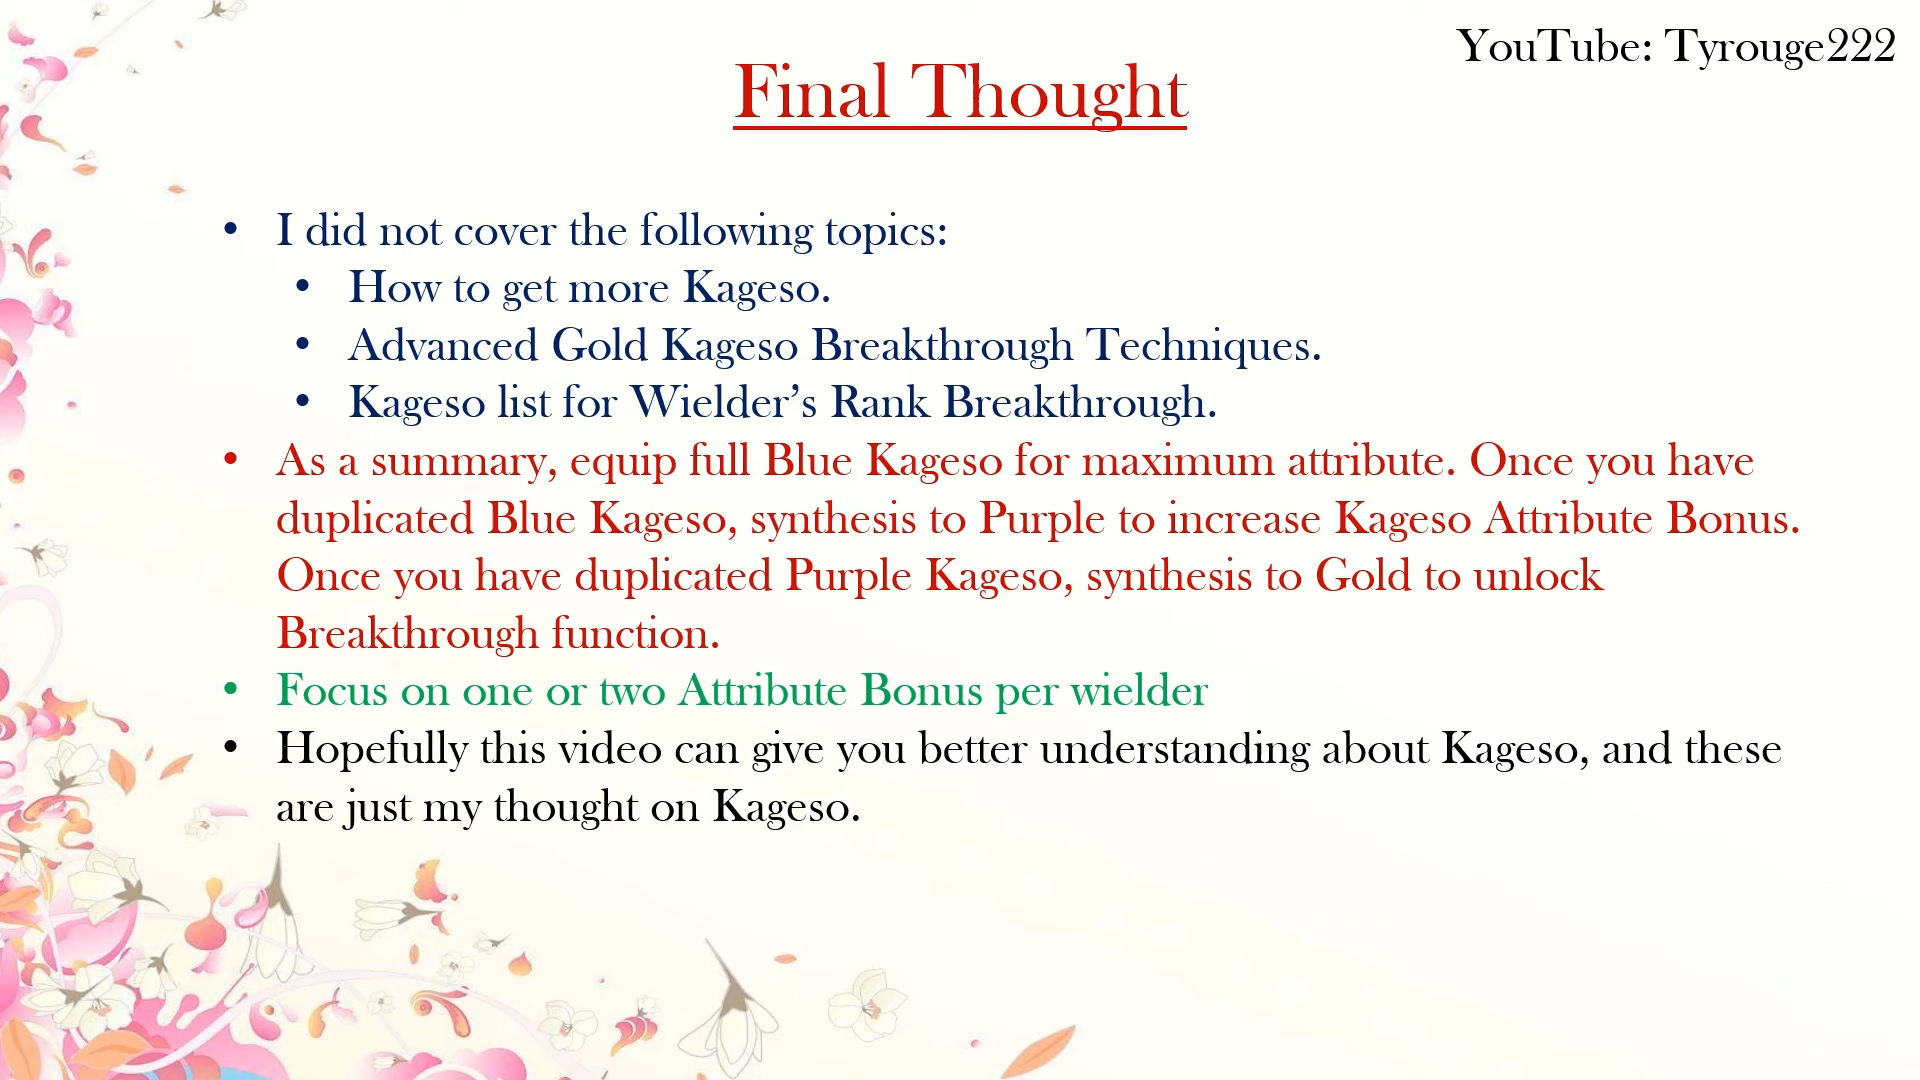 YouTube: Tyrouge222
Final Thought
• I did not cover the following topics:
• How to get more Kageso.
• Advanced Gold Kageso Breakthrough Techniques.
• Kageso list for Wielder’s Rank Breakthrough.
• As a summary, equip full Blue Kageso for maximum attribute. Once you have
duplicated Blue Kageso, synthesis to Purple to increase Kageso Attribute Bonus.
Once you have duplicated Purple Kageso, synthesis to Gold to unlock
Breakthrough function.
• Focus on one or two Attribute Bonus per wielder
• Hopefully this video can give you better understanding about Kageso, and these
are just my thought on Kageso.